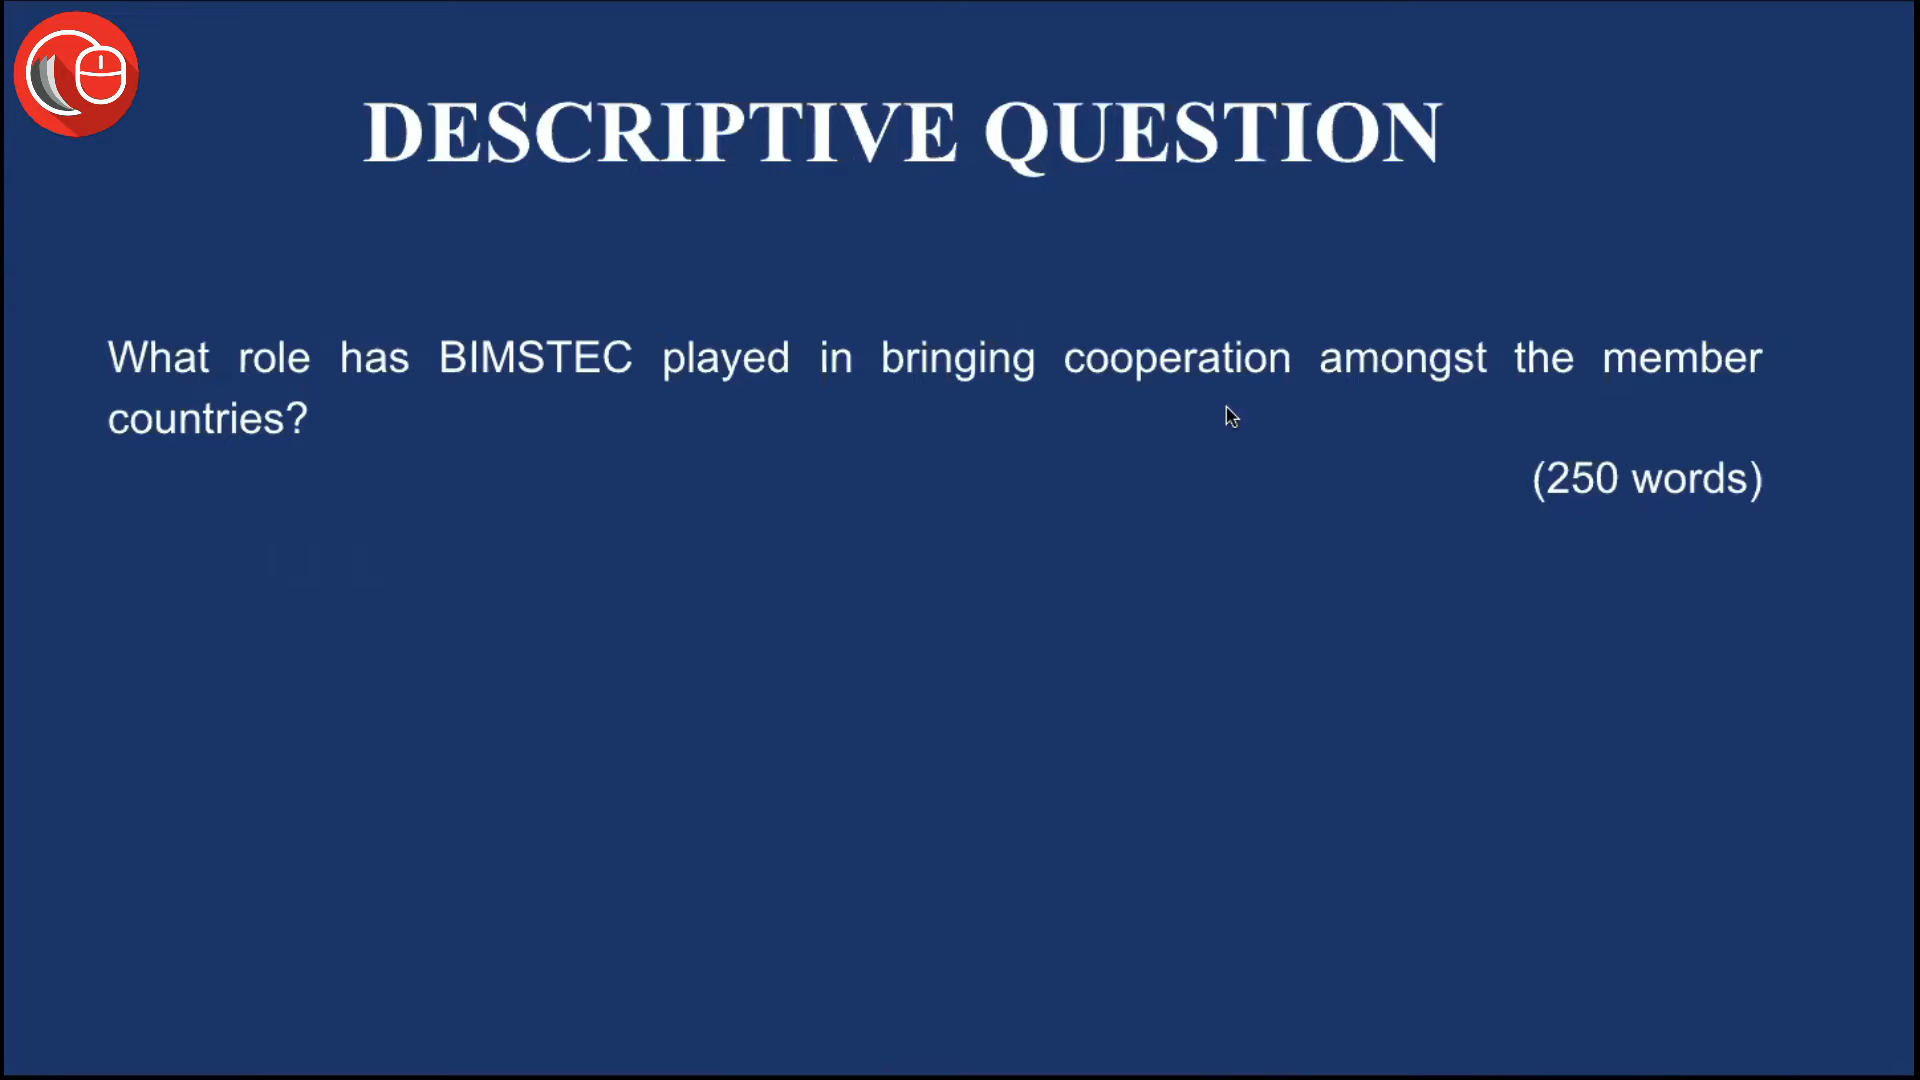 DESCRIPTIVE QUESTION
What role has BIMSTEC played in bringing cooperation amongst the member
countries?
(250 words)